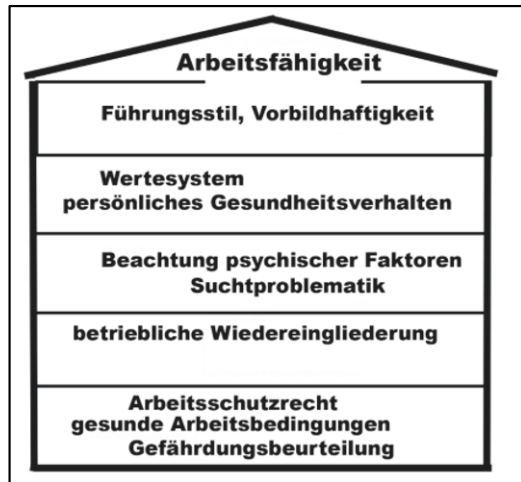 Arbeitsfähigkeit
Führungsstil, Vorbildhaftigkeit
Wertesystem
persönliches Gesundheitsverhalten
Beachtung psychischer Faktoren
Suchtproblematik
betriebliche Wiedereingliederung
Arbeitsschutzrecht
gesunde Arbeitsbedingungen
Gefährdungsbeurteilung